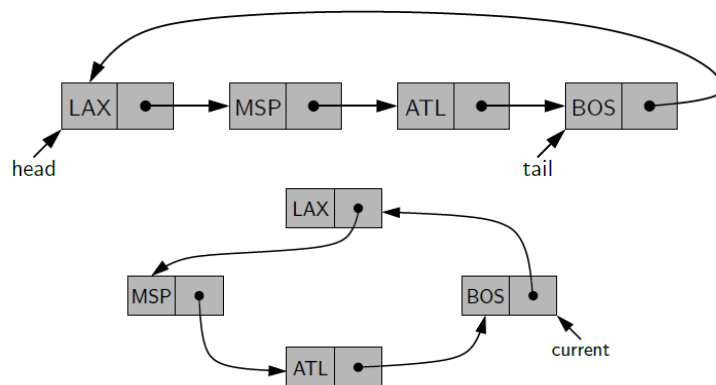 LAX MSP ATL BOS
head tail
LAX
MSP BOS
current
ATL